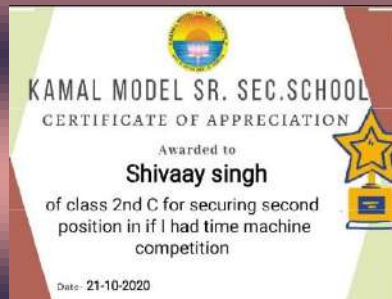 KAMAL MODEL SR. SEC.SCHOOL
CERTIFICATE OF APPRECIATION
Awarded to
Shivaay singh
of class 2nd C for securing second
position in if I had time machine
competition
Date- 21-10-2020